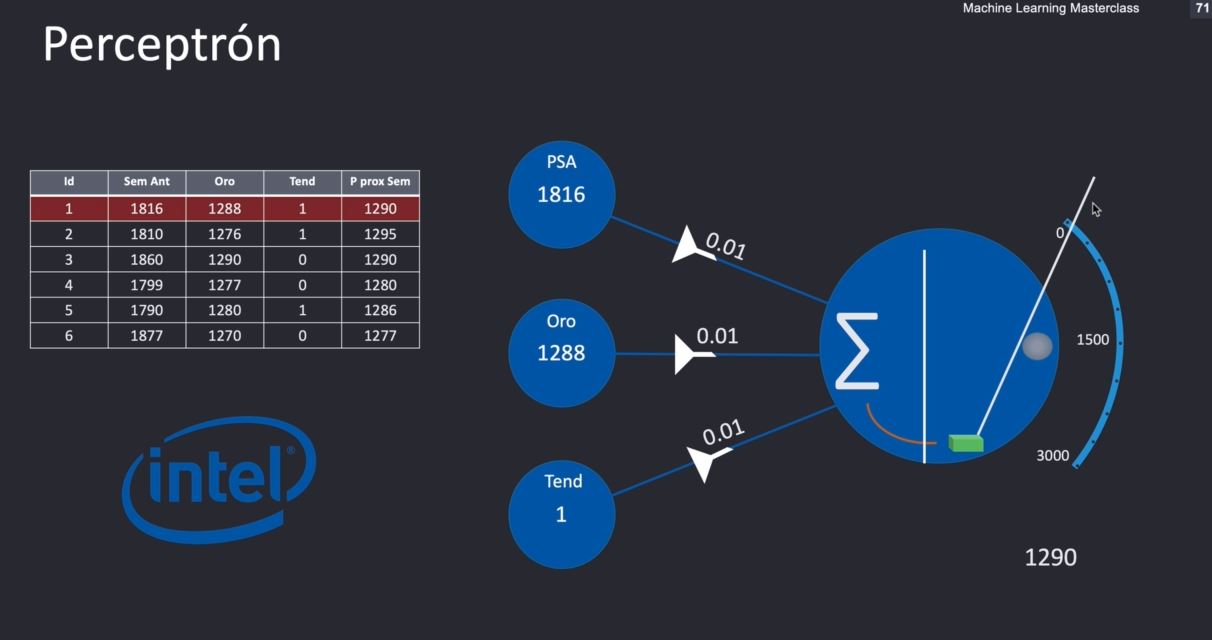 Machine Learning Masterclass 71
Perceptrón
Id Sem Ant Oro Tend P prox Sem
1 1816 1288 1 1290
2 1810 1276 1 1295
3 1860 1290 0 1290
4 1799 1277 0 1280
5 1790 1280 1 1286
6 1877 1270 0 1277
intel®
PSA
1816
0.01
Oro
1288
0.01
Tend
1
0.01
Σ
0
1500
3000
1290